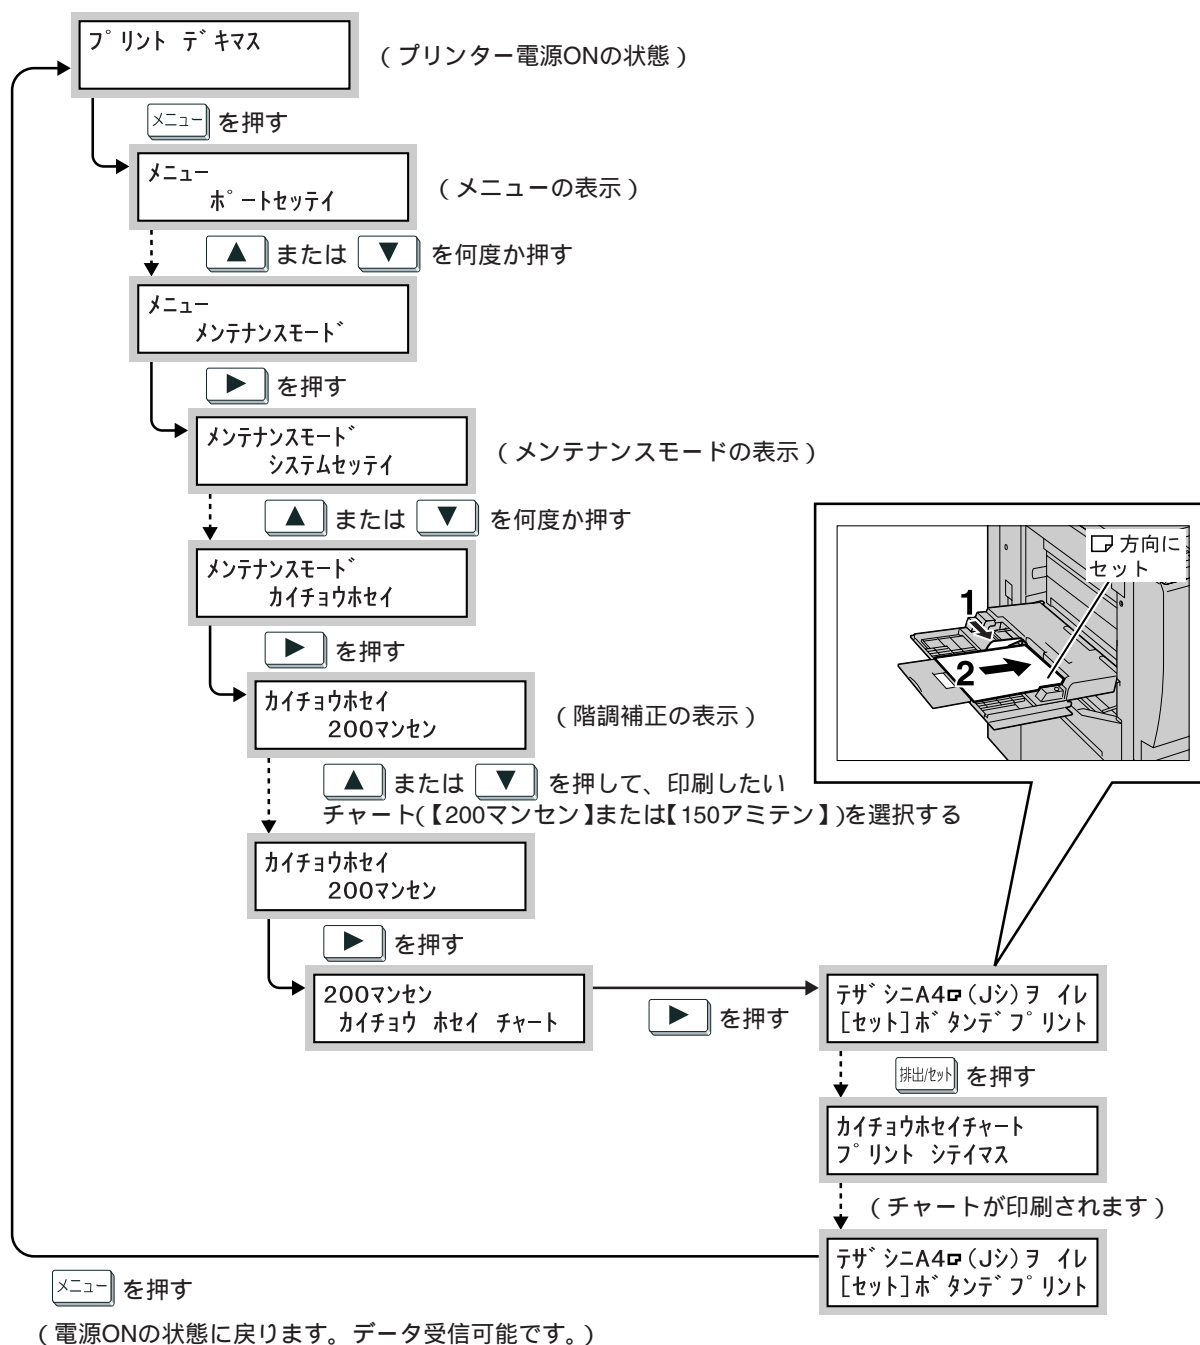 プリント デキマス
(プリンター電源ONの状態)
メニュー を押す
メニュー
ポートセッテイ
(メニューの表示)
▲ または ▼ を何度か押す
メニュー
メンテナンスモード
▶ を押す
メンテナンスモード
システムセッテイ
(メンテナンスモードの表示)
▲ または ▼ を何度か押す
メンテナンスモード
カイチョウホセイ
▶ を押す
カイチョウホセイ
200マンセン
(階調補正の表示)
▲ または ▼ を押して、印刷したい
チャート(【200マンセン】または【150アミテン】)を選択する
カイチョウホセイ
200マンセン
▶ を押す
200マンセン
カイチョウ ホセイ チャート
▶ を押す
方向に
セット
1
2
テザシニA4(Jシ)ヲ イレ
[セット]ボタンデプリント
排出/セット を押す
カイチョウホセイチャート
プリント シテイマス
(チャートが印刷されます)
テザシニA4(Jシ)ヲ イレ
[セット]ボタンデプリント
メニュー を押す
(電源ONの状態に戻ります。データ受信可能です。)